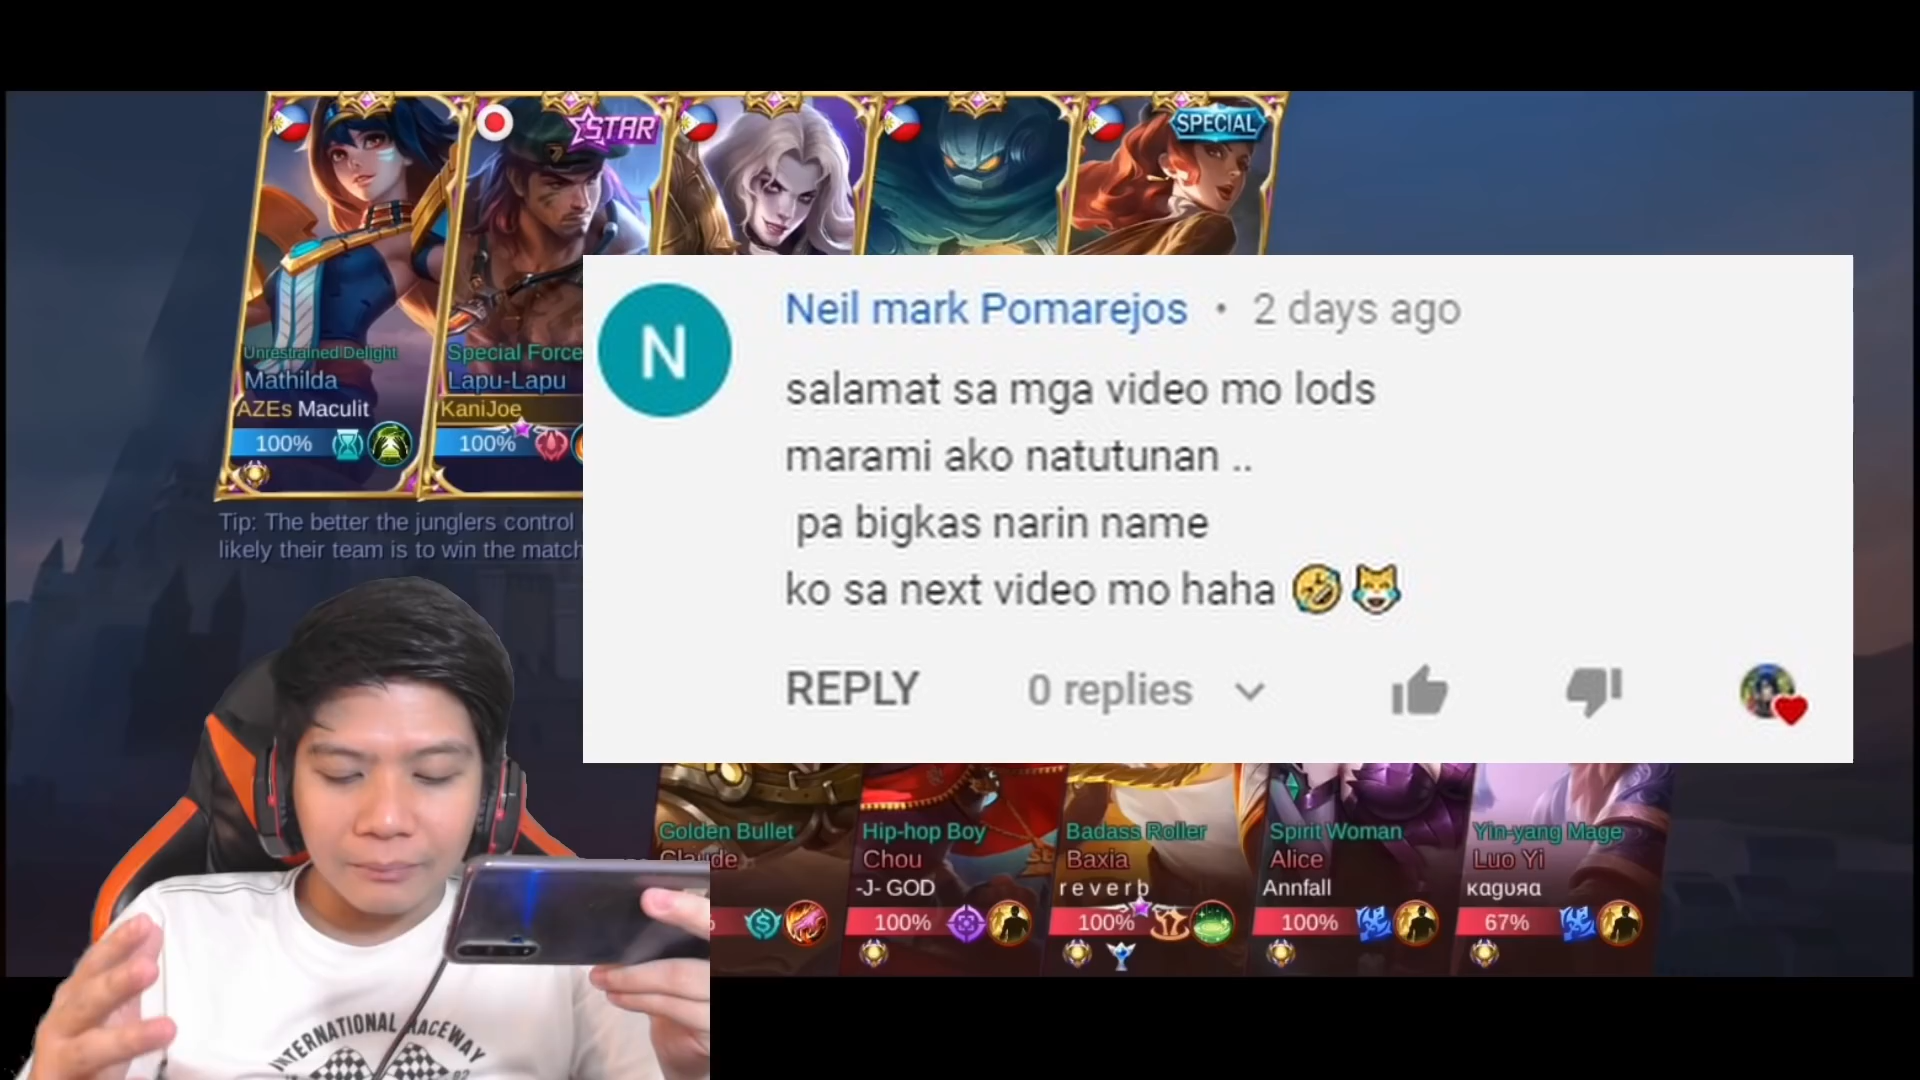 STAR
SPECIAL
Unrestrained Delight
Mathilda
AZEs Maculit
100%
Special Force
Lapu-Lapu
KaniJoe
100%
Tip: The better the junglers control
likely their team is to win the match
N
Neil mark Pomarejos • 2 days ago
salamat sa mga video mo lods
marami ako natutunan ..
pa bigkas narin name
ko sa next video mo haha 🤣😹
REPLY 0 replies
Golden Bullet
Claude
Hip-hop Boy
Chou
-J- GOD
100%
Badass Roller
Baxia
r e v e r b
100%
Spirit Woman
Alice
Annfall
100%
Yin-yang Mage
Luo Yi
кaguяa
67%
INTERNATIONAL RACEWAY